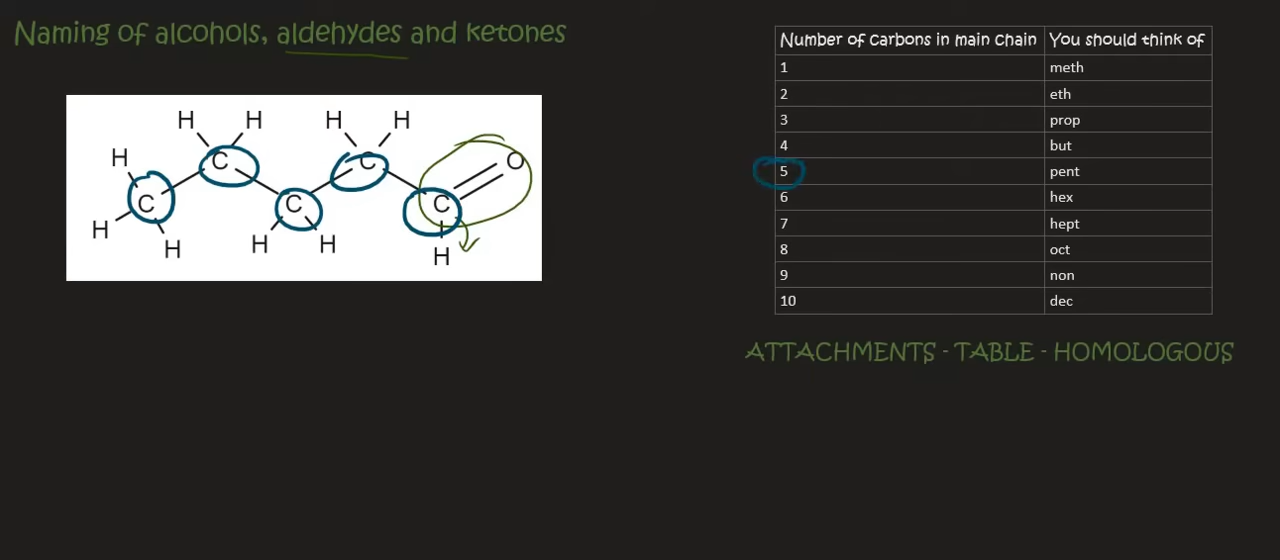 Naming of alcohols, aldehydes and ketones
H H H H
H C C O
C C C
H H H H H
Number of carbons in main chain You should think of
1 meth
2 eth
3 prop
4 but
5 pent
6 hex
7 hept
8 oct
9 non
10 dec
ATTACHMENTS - TABLE - HOMOLOGOUS